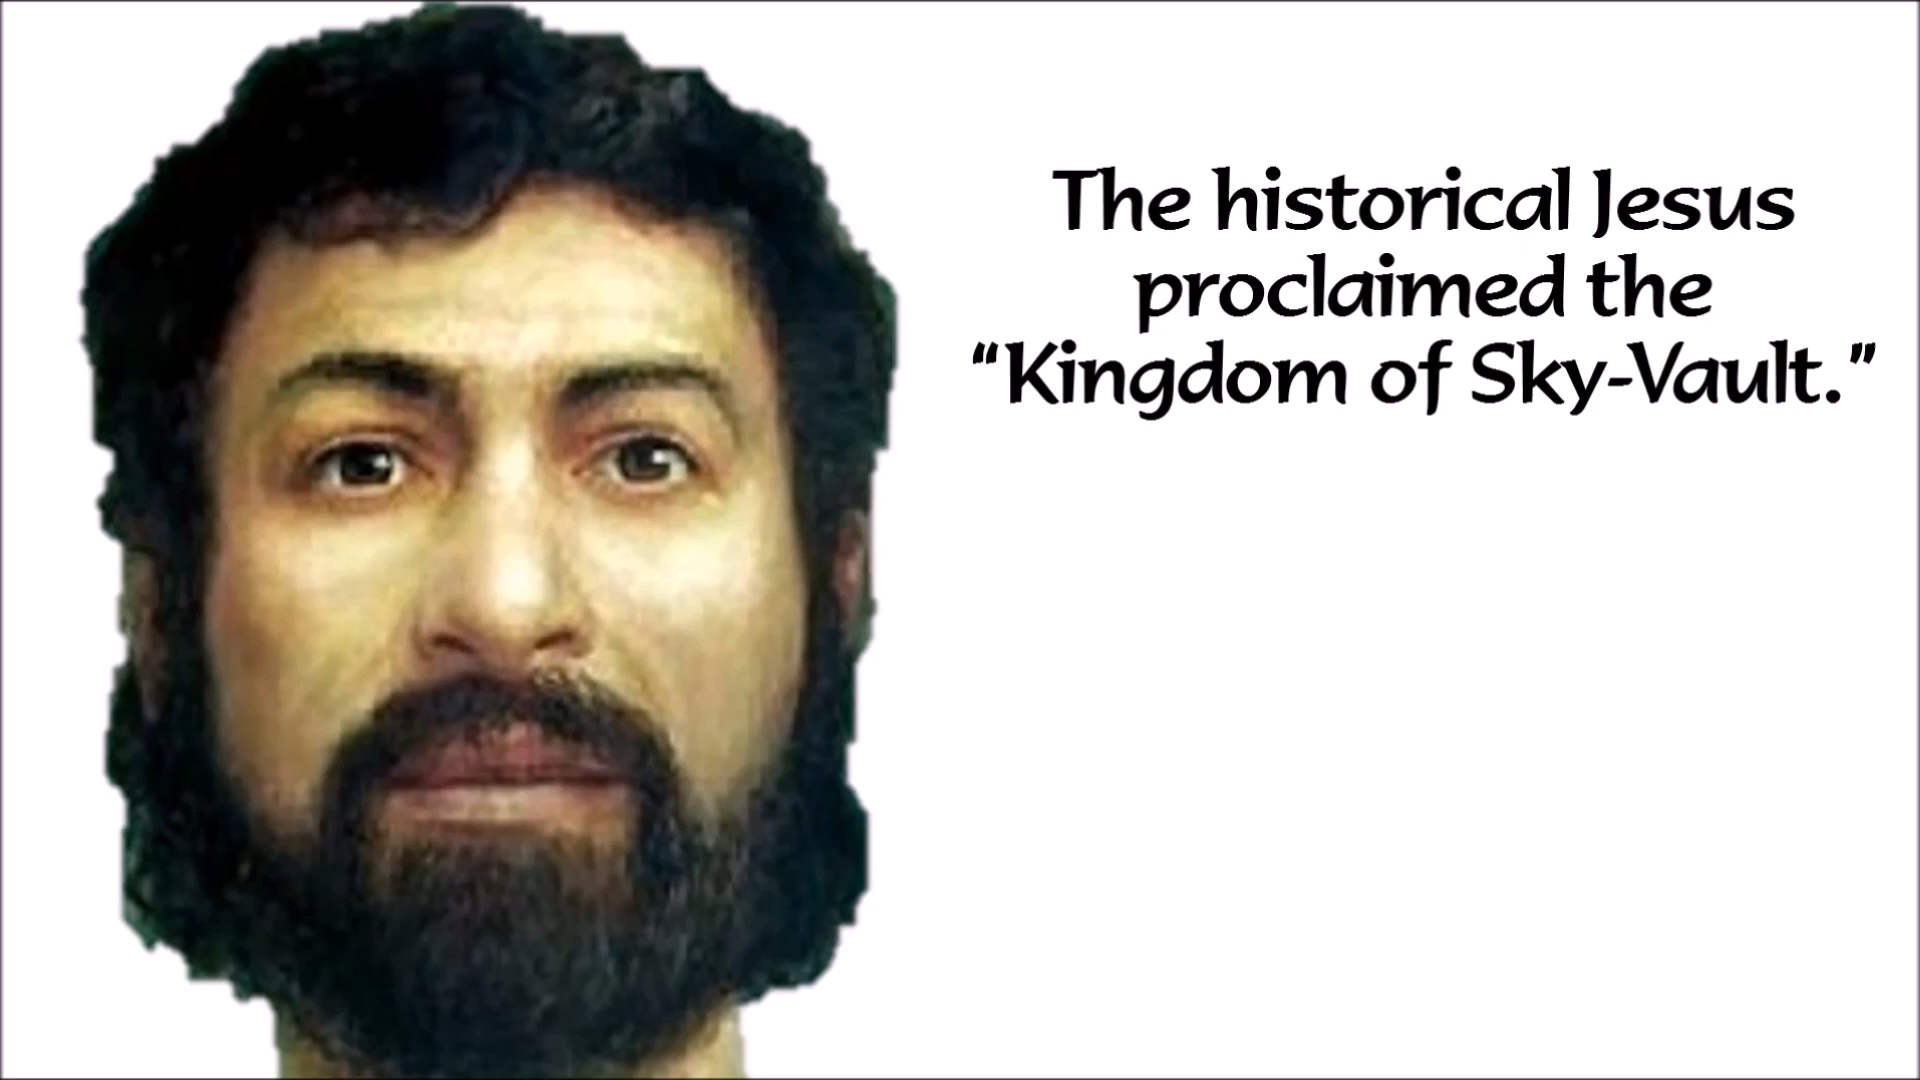 The historical Jesus
proclaimed the
“Kingdom of Sky-Vault.”